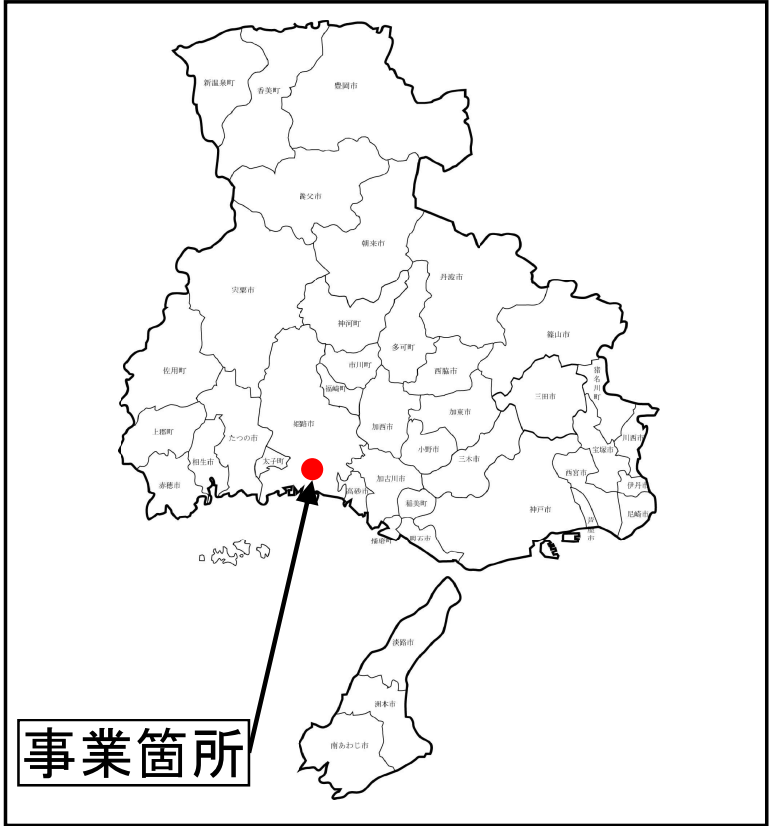 新温泉町
香美町
豊岡市
養父市
朝来市
丹波市
宍粟市
神河町
多可町
篠山市
市川町
西脇市
佐用町
猪名川町
福崎町
三田市
加東市
姫路市
加西市
上郡町
たつの市
川西市
小野市
宝塚市
三木市
相生市
太子町
西宮市
赤穂市
加古川市
伊丹市
高砂市
稲美町
神戸市
尼崎市
芦屋市
播磨町
明石市
淡路市
洲本市
南あわじ市
事業箇所